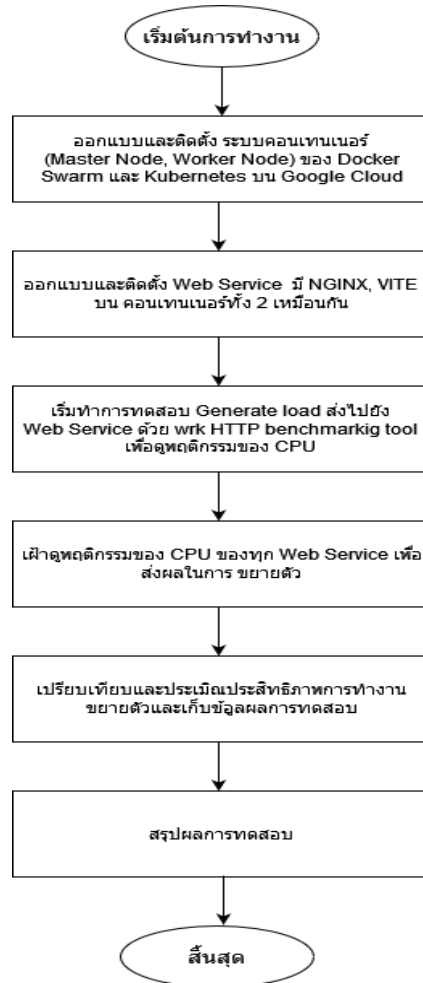 เริ่มต้นการทำงาน
ออกแบบและติดตั้ง ระบบคอนเทนเนอร์
(Master Node, Worker Node) ของ Docker
Swarm และ Kubernetes บน Google Cloud
ออกแบบและติดตั้ง Web Service มี NGINX, VITE
บน คอนเทนเนอร์ทั้ง 2 เหมือนกัน
เริ่มทำการทดสอบ Generate load ส่งไปยัง
Web Service ด้วย wrk HTTP benchmarkig tool
เพื่อดูพฤติกรรมของ CPU
เฝ้าดูพฤติกรรมของ CPU ของทุก Web Service เพื่อ
ส่งผลในการ ขยายตัว
เปรียบเทียบและประเมิณประสิทธิภาพการทำงาน
ขยายตัวและเก็บข้อูลผลการทดสอบ
สรุปผลการทดสอบ
สิ้นสุด